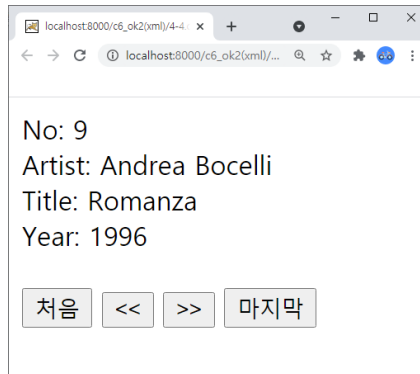 localhost:8000/c6_ok2(xml)/4-4.
localhost:8000/c6_ok2(xml)/...
No: 9
Artist: Andrea Bocelli
Title: Romanza
Year: 1996
처음 << >> 마지막